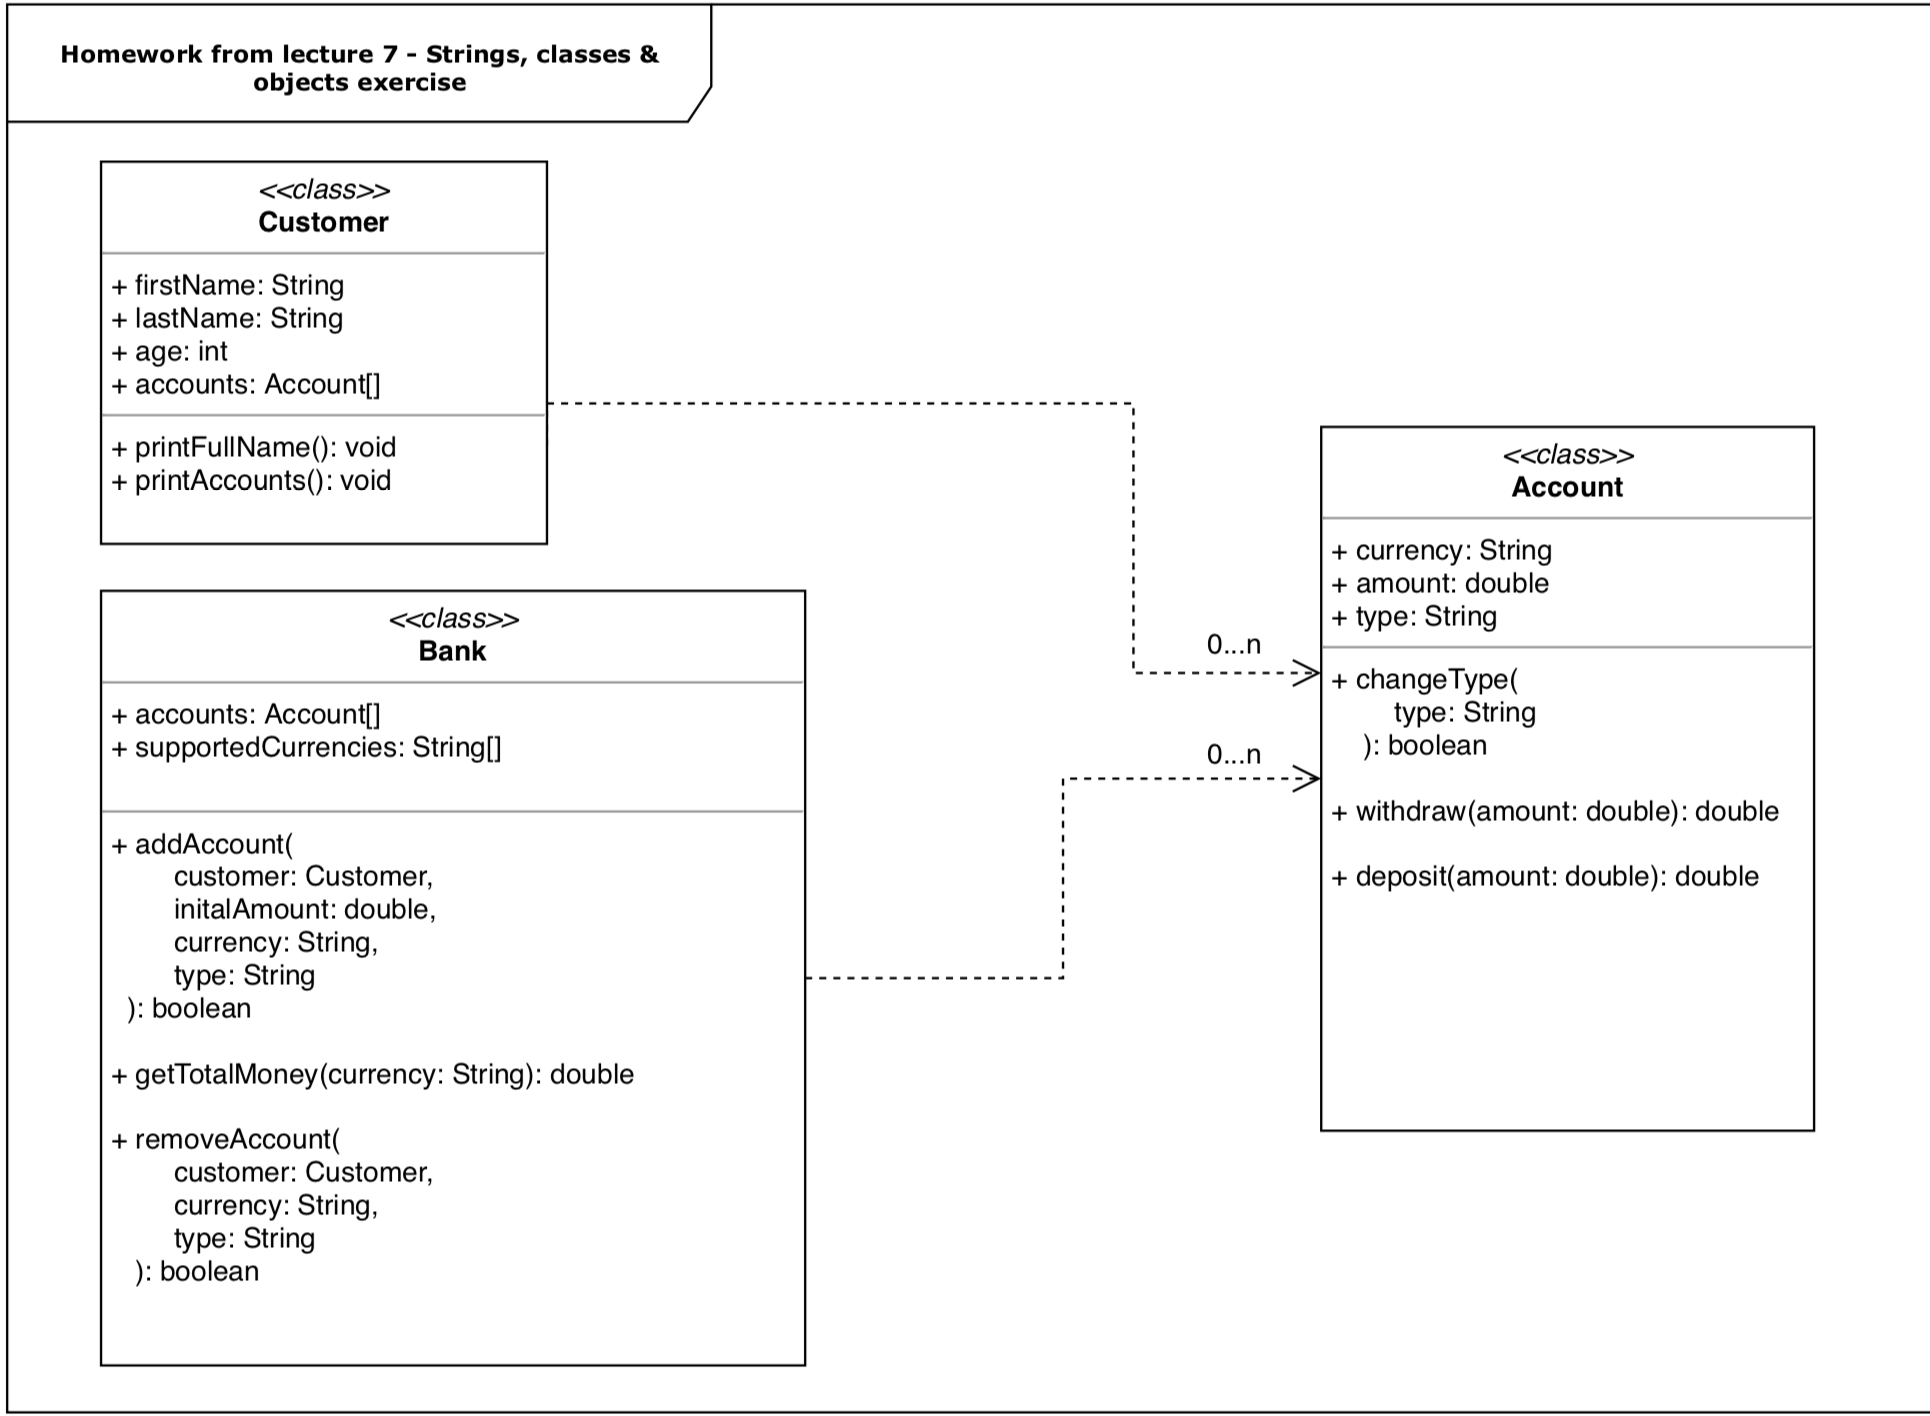 Homework from lecture 7 - Strings, classes &
objects exercise
<<class>>
Customer
+ firstName: String
+ lastName: String
+ age: int
+ accounts: Account[]
+ printFullName(): void
+ printAccounts(): void
<<class>>
Bank
+ accounts: Account[]
+ supportedCurrencies: String[]
+ addAccount(
customer: Customer,
initalAmount: double,
currency: String,
type: String
): boolean
+ getTotalMoney(currency: String): double
+ removeAccount(
customer: Customer,
currency: String,
type: String
): boolean
0...n
0...n
<<class>>
Account
+ currency: String
+ amount: double
+ type: String
+ changeType(
type: String
): boolean
+ withdraw(amount: double): double
+ deposit(amount: double): double